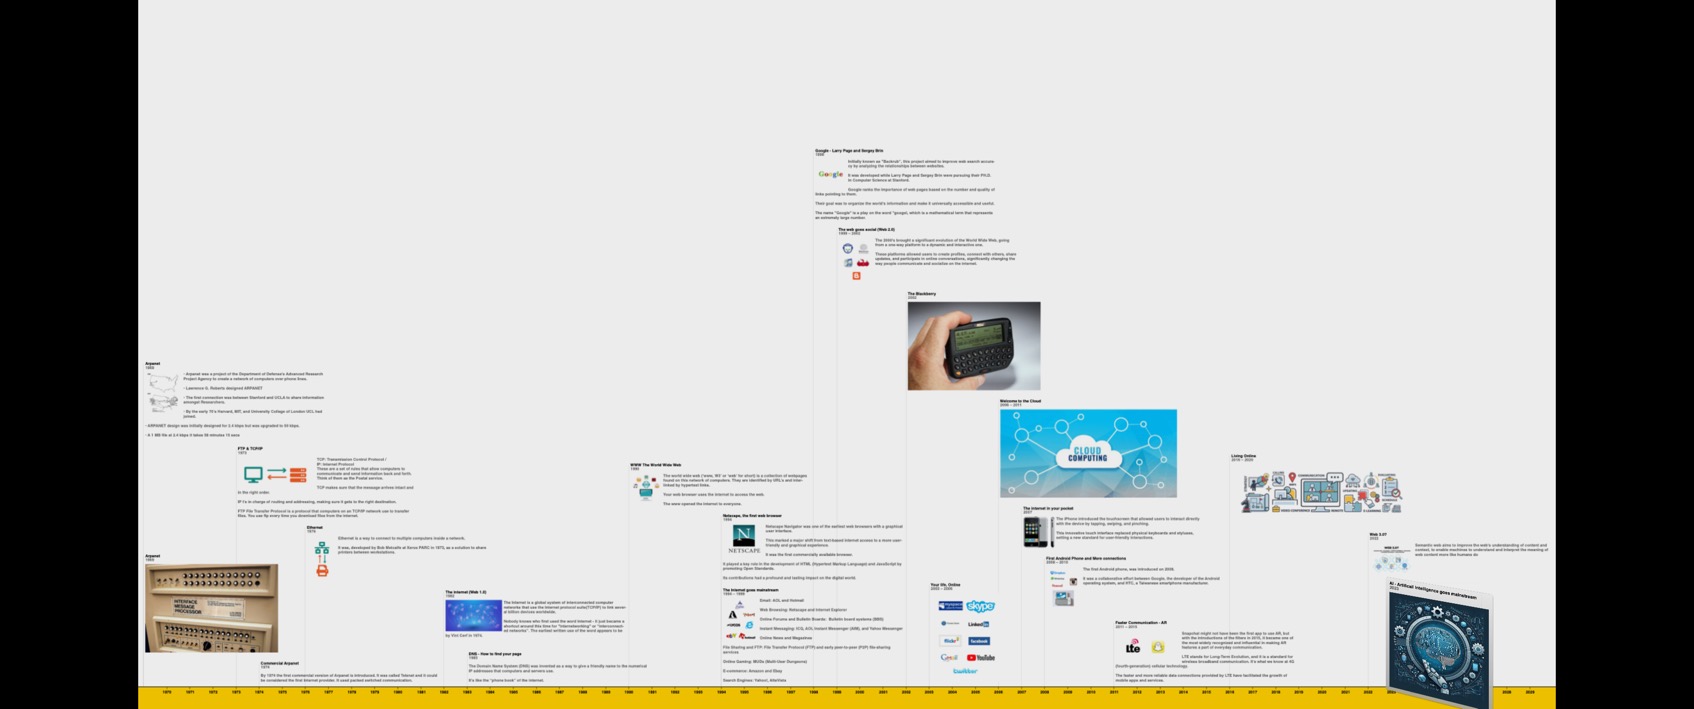 Google - Larry Page and Sergey Brin
1998
Initially known as "Backrub", this project aimed to improve web search accura-
cy by analyzing the relationships between websites.
It was developed while Larry Page and Sergey Brin were pursuing their PH.D.
in Computer Science at Stanford.
Google ranks the importance of web pages based on the number and quality of
links pointing to them.
Their goal was to organize the world's information and make it universally accessible and useful.
The name "Google" is a play on the word "googol, which is a mathematical term that represents
an extremely large number.
Google
The web goes social (Web 2.0)
1999 – 2003
The 2000's brought a significant evolution of the World Wide Web, going
from a one-way platform to a dynamic and interactive one.
These platforms allowed users to create profiles, connect with others, share
updates, and participate in online conversations, significantly changing the
way people communicate and socialize on the internet.
The Blackberry
2002
Arpanet
1969
- Arpanet was a project of the Department of Defense's Advanced Research
Project Agency to create a network of computers over phone lines.
- Lawrence G. Roberts designed ARPANET
- The first connection was between Stanford and UCLA to share information
amongst Researchers.
- By the early 70's Harvard, MIT, and University College of London UCL had
joined.
- ARPANET design was initially designed for 2.4 kbps but was upgraded to 50 kbps.
Welcome to the Cloud
2006 – 2011
CLOUD
COMPUTING
FTP & TCP/IP
1973
TCP: Transmission Control Protocol /
IP: Internet Protocol
These are a set of rules that allow computers to
communicate and send information back and forth.
Think of them as the Postal service.
TCP makes sure that the message arrives intact and
in the right order.
IP is in charge of routing and addressing, making sure it gets to the right destination.
FTP File Transfer Protocol is a protocol that computers on an TCP/IP network use to transfer
files. You use ftp every time you download files from the internet.
WWW The World Wide Web
1990
The world wide web ('www, W3' or 'web' for short) is a collection of webpages
found on this network of computers. They are identified by URL's and inter-
linked by hyperlinks.
Your web browser uses the internet to access the web.
The www opened the internet to everyone.
Living Online
2016 – 2020
Ethernet
1976
Ethernet is a way to connect to multiple computers inside a network.
It was, developed by Bob Metcalfe at Xerox PARC in 1973, as a solution to share
printers between workstations.
Netscape, the first web browser
1994
Netscape Navigator was one of the earliest web browsers with a graphical
user interface.
This marked a major shift from text-based internet access to a more user-
friendly and graphical experience.
It was the first commercially available browser.
It played a key role in the development of HTML (Hypertext Markup Language) and JavaScript by
promoting Open Standards.
Its contributions had a profound and lasting impact on the digital world.
N
NETSCAPE
The internet in your pocket
2007
The iPhone introduced the touchscreen that allowed users to interact directly
with the device by tapping, swiping, and pinching.
This innovative touch interface replaced physical keyboards and styluses,
setting a new standard for user-friendly interactions.
Web 3.0?
2022
Semantic web aims to improve the web's understanding of content and
context, to enable machines to understand and interpret the meaning of
web content more like humans do
Arpanet
1969
INTERFACE
MESSAGE
PROCESSOR
First Android Phone and More connections
2008 – 2010
The first Android phone, was introduced on 2008.
It was a collaborative effort between Google, the developer of the Android
operating system, and HTC, a Taiwanese smartphone manufacturer.
AI - Artificial Intelligence goes mainstream
2023
The Internet (Web 1.0)
1982
The internet is a global system of interconnected computer
networks that use the internet protocol suite(TCP/IP) to link sever-
al billion devices worldwide.
Nobody knows who first used the word Internet - it just became a
shortcut around this time for "internetworking" or "interconnect-
ed networks". The earliest written use of the word appears to be
by Vint Cerf in 1974.
The internet goes mainstream
1994 – 1999
Email: AOL and Hotmail
Web Browsing: Netscape and Internet Explorer
Online Forums and Bulletin Boards: Bulletin board systems (BBS)
Instant Messaging: ICQ, AOL Instant Messenger (AIM), and Yahoo Messenger
Online News and Magazines
File Sharing and FTP: File Transfer Protocol (FTP) and early peer-to-peer (P2P) file-sharing
services
Online Gaming: MUDs (Multi-User Dungeons)
E-commerce: Amazon and Ebay
Search Engines: Yahoo!, AltaVista
Your life, Online
2003 – 2005
skype
LinkedIn
flickr
facebook
Gmail
YouTube
twitter
Faster Communication - AR
2011 – 2015
Snapchat might not have been the first app to use AR, but
with the introductions of the filters in 2015, it became one of
the most widely recognized and influential in making AR
features a part of everyday communication.
LTE stands for Long-Term Evolution, and it is a standard for
wireless broadband communication. It's what we know as 4G
(fourth-generation) cellular technology.
The faster and more reliable data connections provided by LTE have facilitated the growth of
mobile apps and services.
lte
DNS - How to find your page
1983
The Domain Name System (DNS) was invented as a way to give a friendly name to the numerical
IP addresses that computers and servers use.
It's like the "phone book" of the internet.
Commercial Arpanet
1974
By 1974 the first commercial version of Arpanet is introduced. It was called Telenet and it could
be considered the first Internet provider. It used packed switched communication.
1970 1971 1972 1973 1974 1975 1976 1977 1978 1979 1980 1981 1982 1983 1984 1985 1986 1987 1988 1989 1990 1991 1992 1993 1994 1995 1996 1997 1998 1999 2000 2001 2002 2003 2004 2005 2006 2007 2008 2009 2010 2011 2012 2013 2014 2015 2016 2017 2018 2019 2020 2021 2022 2028 2029